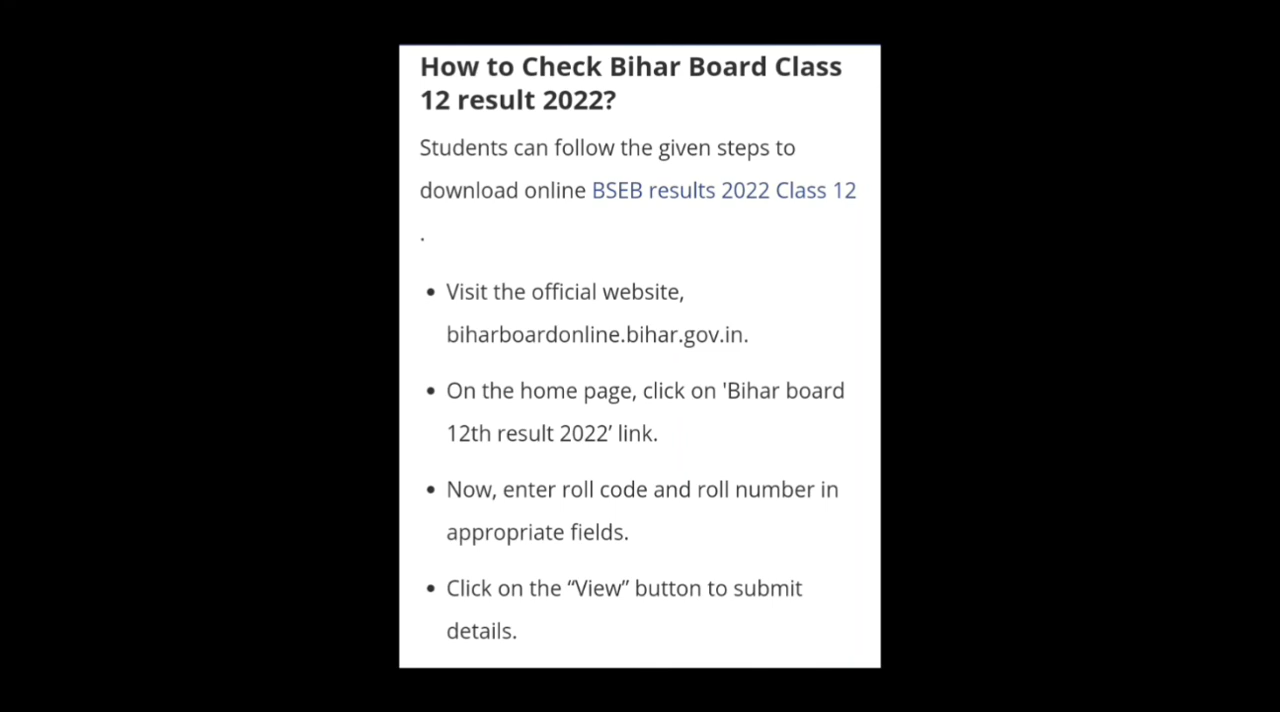 How to Check Bihar Board Class
12 result 2022?
Students can follow the given steps to
download online BSEB results 2022 Class 12
.
• Visit the official website,
biharboardonline.bihar.gov.in.
• On the home page, click on 'Bihar board
12th result 2022’ link.
• Now, enter roll code and roll number in
appropriate fields.
• Click on the “View” button to submit
details.